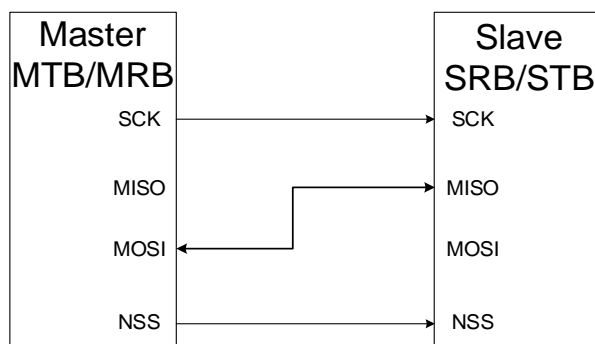 Master
MTB/MRB
SCK
MISO
MOSI
NSS
Slave
SRB/STB
SCK
MISO
MOSI
NSS